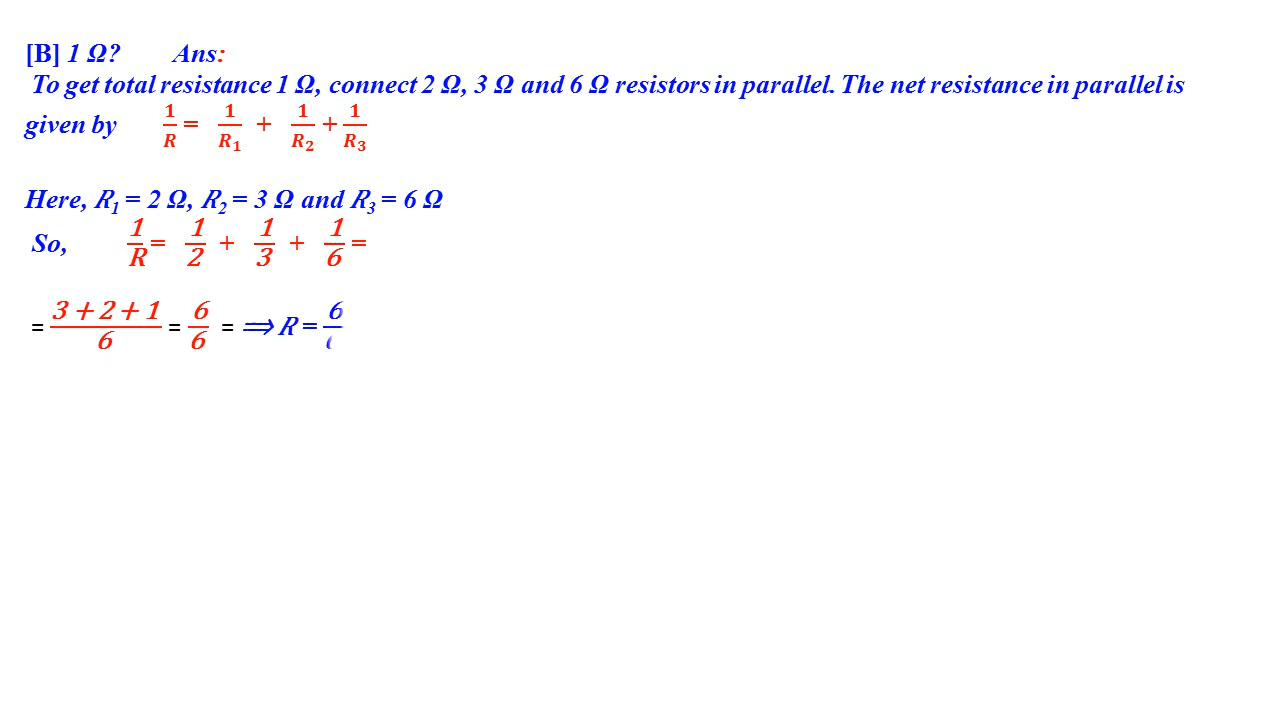 [B] 1 Ω? Ans:
To get total resistance 1 Ω, connect 2 Ω, 3 Ω and 6 Ω resistors in parallel. The net resistance in parallel is
given by 1/R = 1/R₁ + 1/R₂ + 1/R₃
Here, R₁ = 2 Ω, R₂ = 3 Ω and R₃ = 6 Ω
So, 1/R = 1/2 + 1/3 + 1/6 =
= 3 + 2 + 1/6 = 6/6 = ⟹ R = 6/